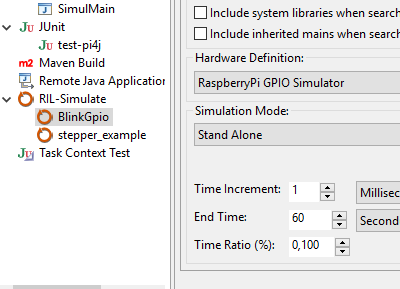 SimulMain
JUnit
test-pi4j
m2 Maven Build
Remote Java Application
RIL-Simulate
BlinkGpio
stepper_example
Task Context Test
Include system libraries when search
Include inherited mains when search
Hardware Definition:
RaspberryPi GPIO Simulator
Simulation Mode:
Stand Alone
Time Increment: 1 Millisec
End Time: 60 Second
Time Ratio (%): 0,100